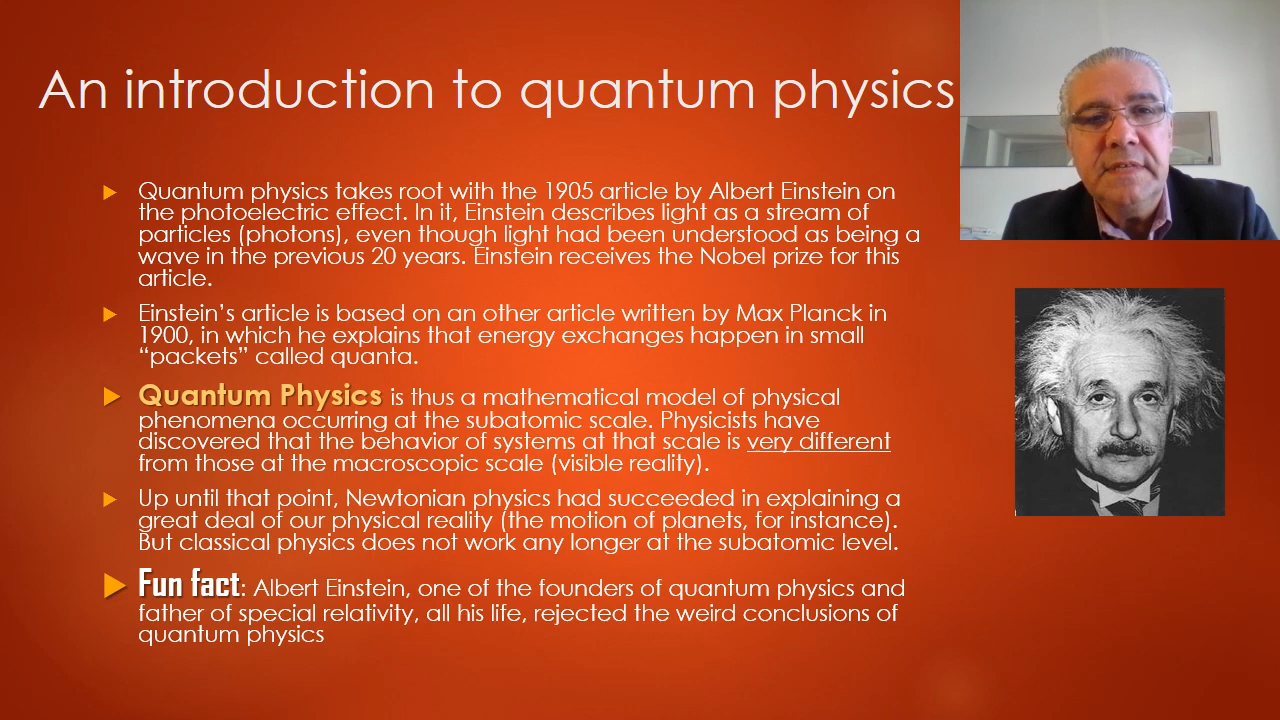 An introduction to quantum physics
Quantum physics takes root with the 1905 article by Albert Einstein on
the photoelectric effect. In it, Einstein describes light as a stream of
particles (photons), even though light had been understood as being a
wave in the previous 20 years. Einstein receives the Nobel prize for this
article.
Einstein’s article is based on an other article written by Max Planck in
1900, in which he explains that energy exchanges happen in small
“packets” called quanta.
Quantum Physics is thus a mathematical model of physical
phenomena occurring at the subatomic scale. Physicists have
discovered that the behavior of systems at that scale is very different
from those at the macroscopic scale (visible reality).
Up until that point, Newtonian physics had succeeded in explaining a
great deal of our physical reality (the motion of planets, for instance).
But classical physics does not work any longer at the subatomic level.
Fun fact: Albert Einstein, one of the founders of quantum physics and
father of special relativity, all his life, rejected the weird conclusions of
quantum physics